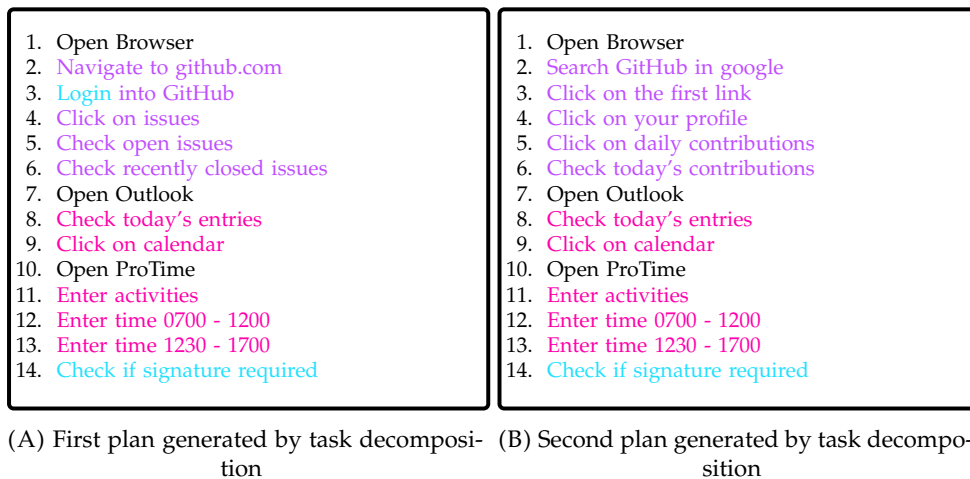 1. Open Browser
2. Navigate to github.com
3. Login into GitHub
4. Click on issues
5. Check open issues
6. Check recently closed issues
7. Open Outlook
8. Check today's entries
9. Click on calendar
10. Open ProTime
11. Enter activities
12. Enter time 0700 - 1200
13. Enter time 1230 - 1700
14. Check if signature required
(A) First plan generated by task decomposi-
tion
1. Open Browser
2. Search GitHub in google
3. Click on the first link
4. Click on your profile
5. Click on daily contributions
6. Check today's contributions
7. Open Outlook
8. Check today's entries
9. Click on calendar
10. Open ProTime
11. Enter activities
12. Enter time 0700 - 1200
13. Enter time 1230 - 1700
14. Check if signature required
(B) Second plan generated by task decompo-
sition